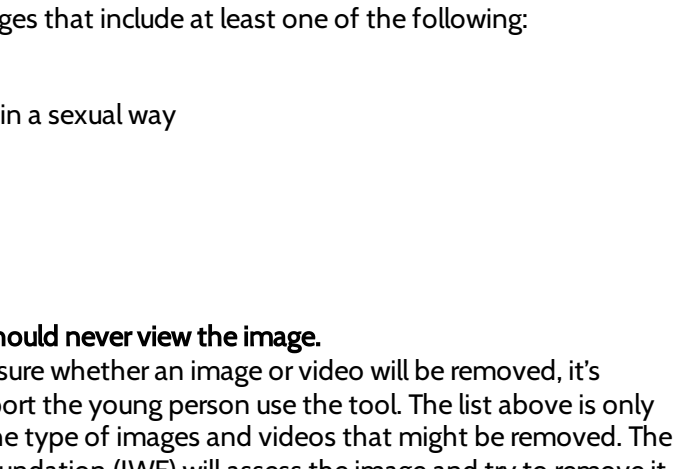 ges that include at least one of the following:
in a sexual way
hould never view the image.
sure whether an image or video will be removed, it's
port the young person use the tool. The list above is only
he type of images and videos that might be removed. The
undation (IWF) will assess the image and try to remove it